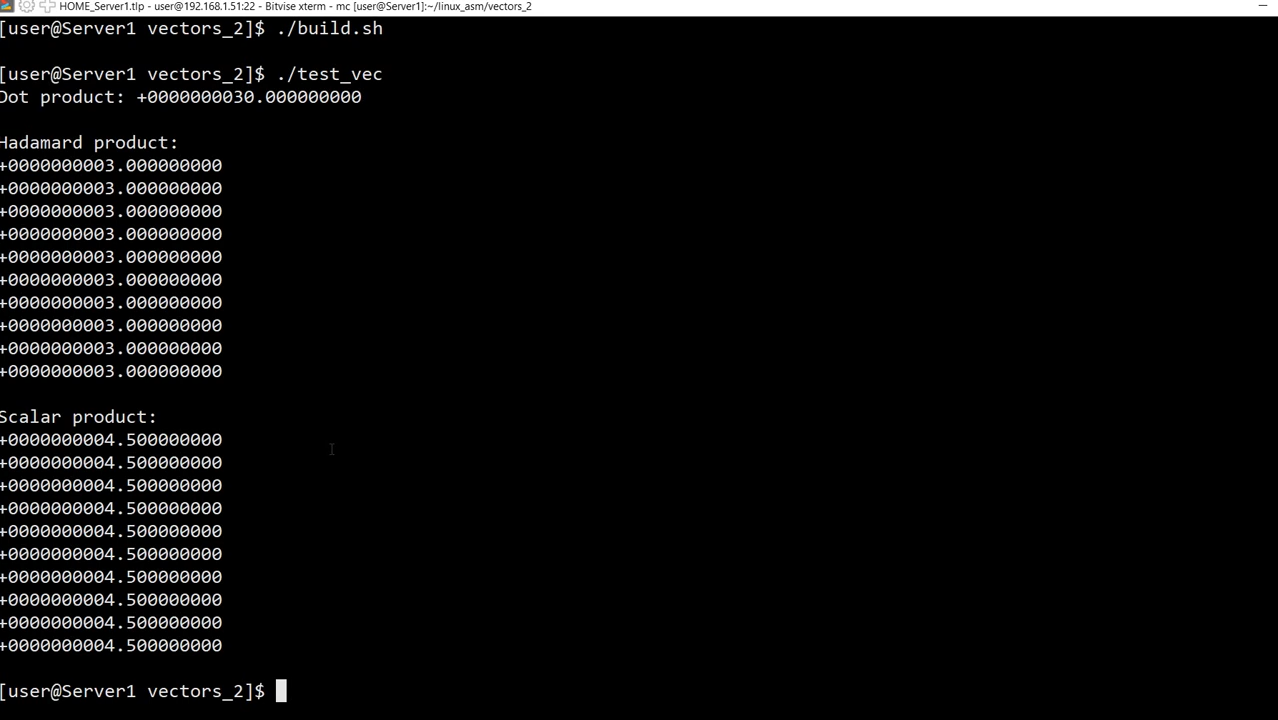 HOME_Server1.tlp - user@192.168.1.51:22 - Bitvise xterm - mc [user@Server1]:~/linux_asm/vectors_2
[user@Server1 vectors_2]$ ./build.sh
[user@Server1 vectors_2]$ ./test_vec
Dot product: +0000000030.000000000
Hadamard product:
+0000000003.000000000
+0000000003.000000000
+0000000003.000000000
+0000000003.000000000
+0000000003.000000000
+0000000003.000000000
+0000000003.000000000
+0000000003.000000000
+0000000003.000000000
+0000000003.000000000
Scalar product:
+0000000004.500000000
+0000000004.500000000
+0000000004.500000000
+0000000004.500000000
+0000000004.500000000
+0000000004.500000000
+0000000004.500000000
+0000000004.500000000
+0000000004.500000000
+0000000004.500000000
[user@Server1 vectors_2]$